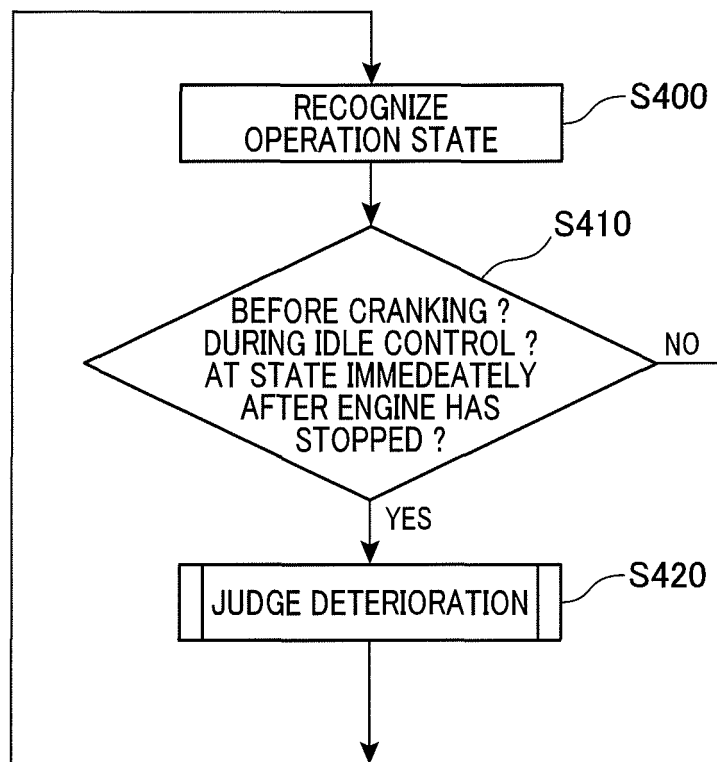 RECOGNIZE
OPERATION STATE
S400
S410
BEFORE CRANKING ?
DURING IDLE CONTROL ?
AT STATE IMMEDEATELY
AFTER ENGINE HAS
STOPPED ?
NO
YES
JUDGE DETERIORATION
S420